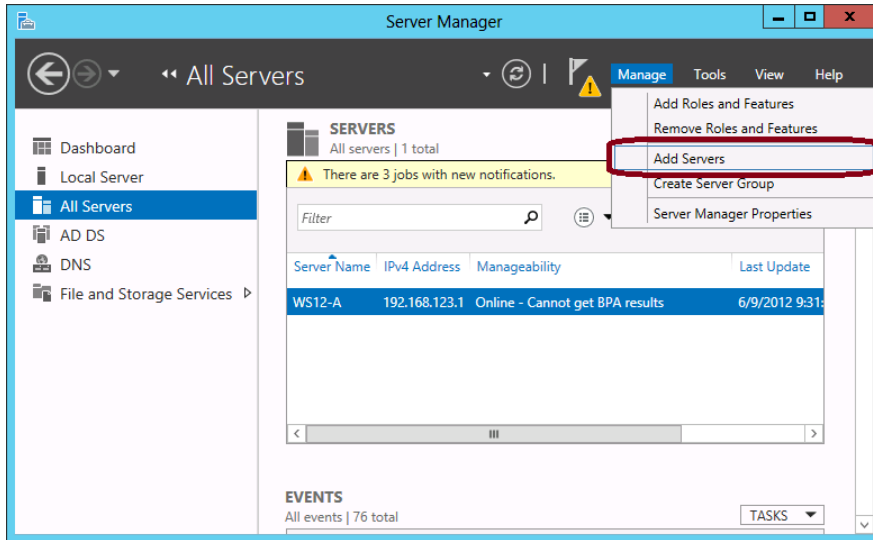 Server Manager
All Servers
Manage Tools View Help
Add Roles and Features
Remove Roles and Features
Add Servers
Create Server Group
Server Manager Properties
Dashboard
Local Server
All Servers
AD DS
DNS
File and Storage Services
SERVERS
All servers | 1 total
There are 3 jobs with new notifications.
Filter
Server Name IPv4 Address Manageability Last Update
WS12-A 192.168.123.1 Online - Cannot get BPA results 6/9/2012 9:31:
EVENTS
All events | 76 total
TASKS